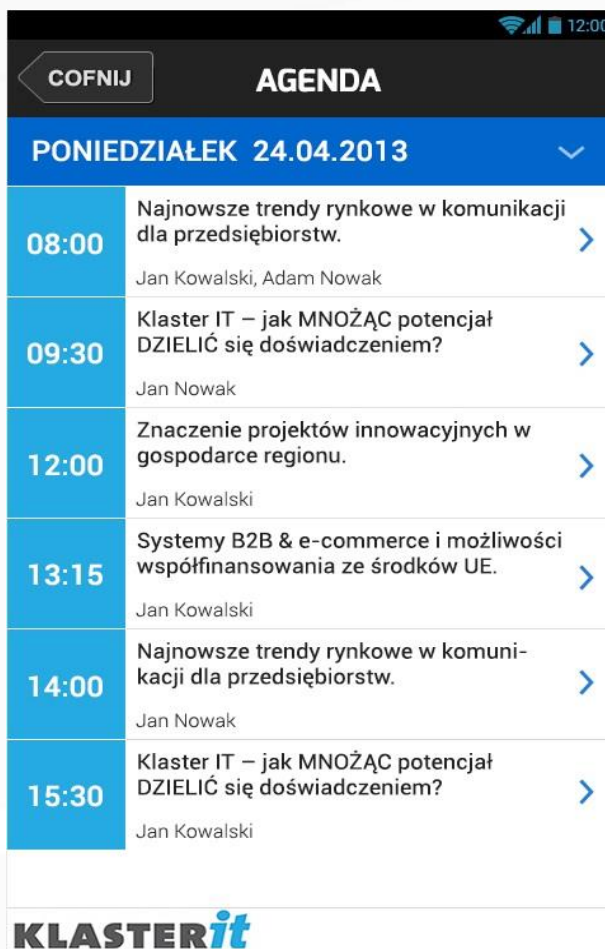 12:00
COFNIJ
AGENDA
PONIEDZIAŁEK 24.04.2013
08:00
Najnowsze trendy rynkowe w komunikacji
dla przedsiębiorstw.
Jan Kowalski, Adam Nowak
09:30
Klaster IT – jak MNOŻĄC potencjał
DZIELIĆ się doświadczeniem?
Jan Nowak
12:00
Znaczenie projektów innowacyjnych w
gospodarce regionu.
Jan Kowalski
13:15
Systemy B2B & e-commerce i możliwości
współfinansowania ze środków UE.
Jan Kowalski
14:00
Najnowsze trendy rynkowe w komuni-
kacji dla przedsiębiorstw.
Jan Nowak
15:30
Klaster IT – jak MNOŻĄC potencjał
DZIELIĆ się doświadczeniem?
Jan Kowalski
KLASTERit